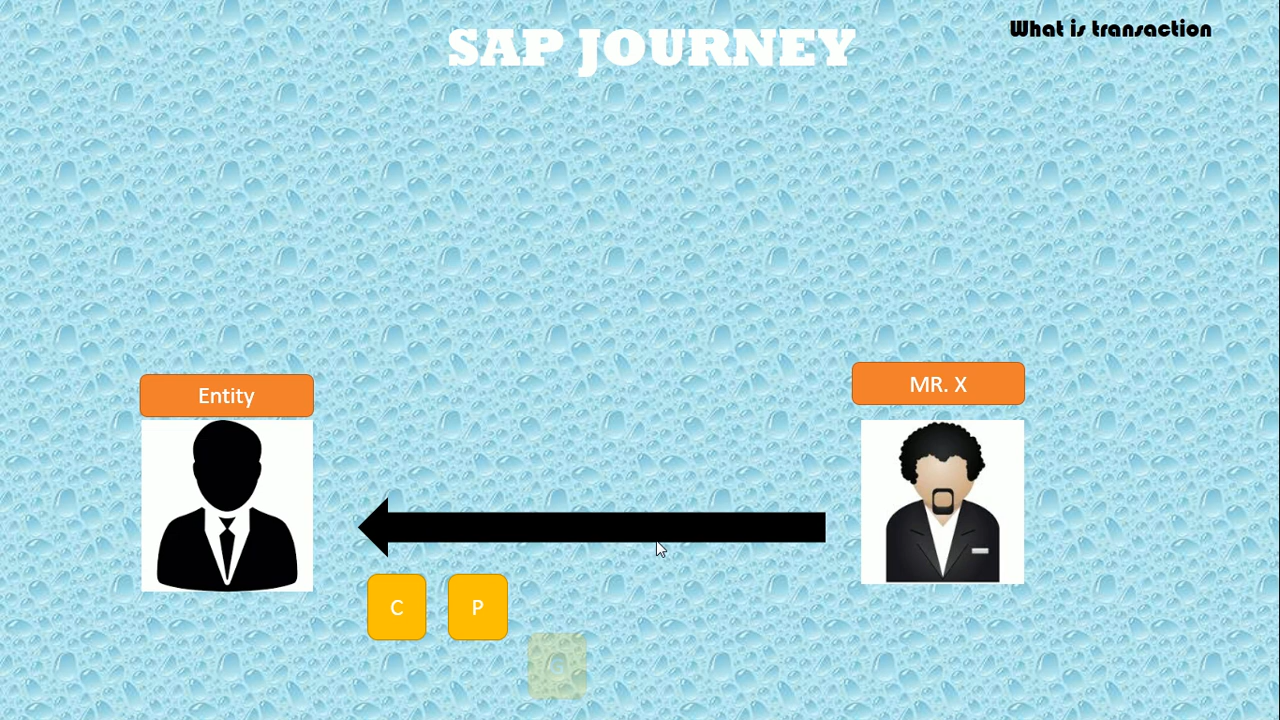 SAP JOURNEY
What is transaction
Entity
MR. X
C
P